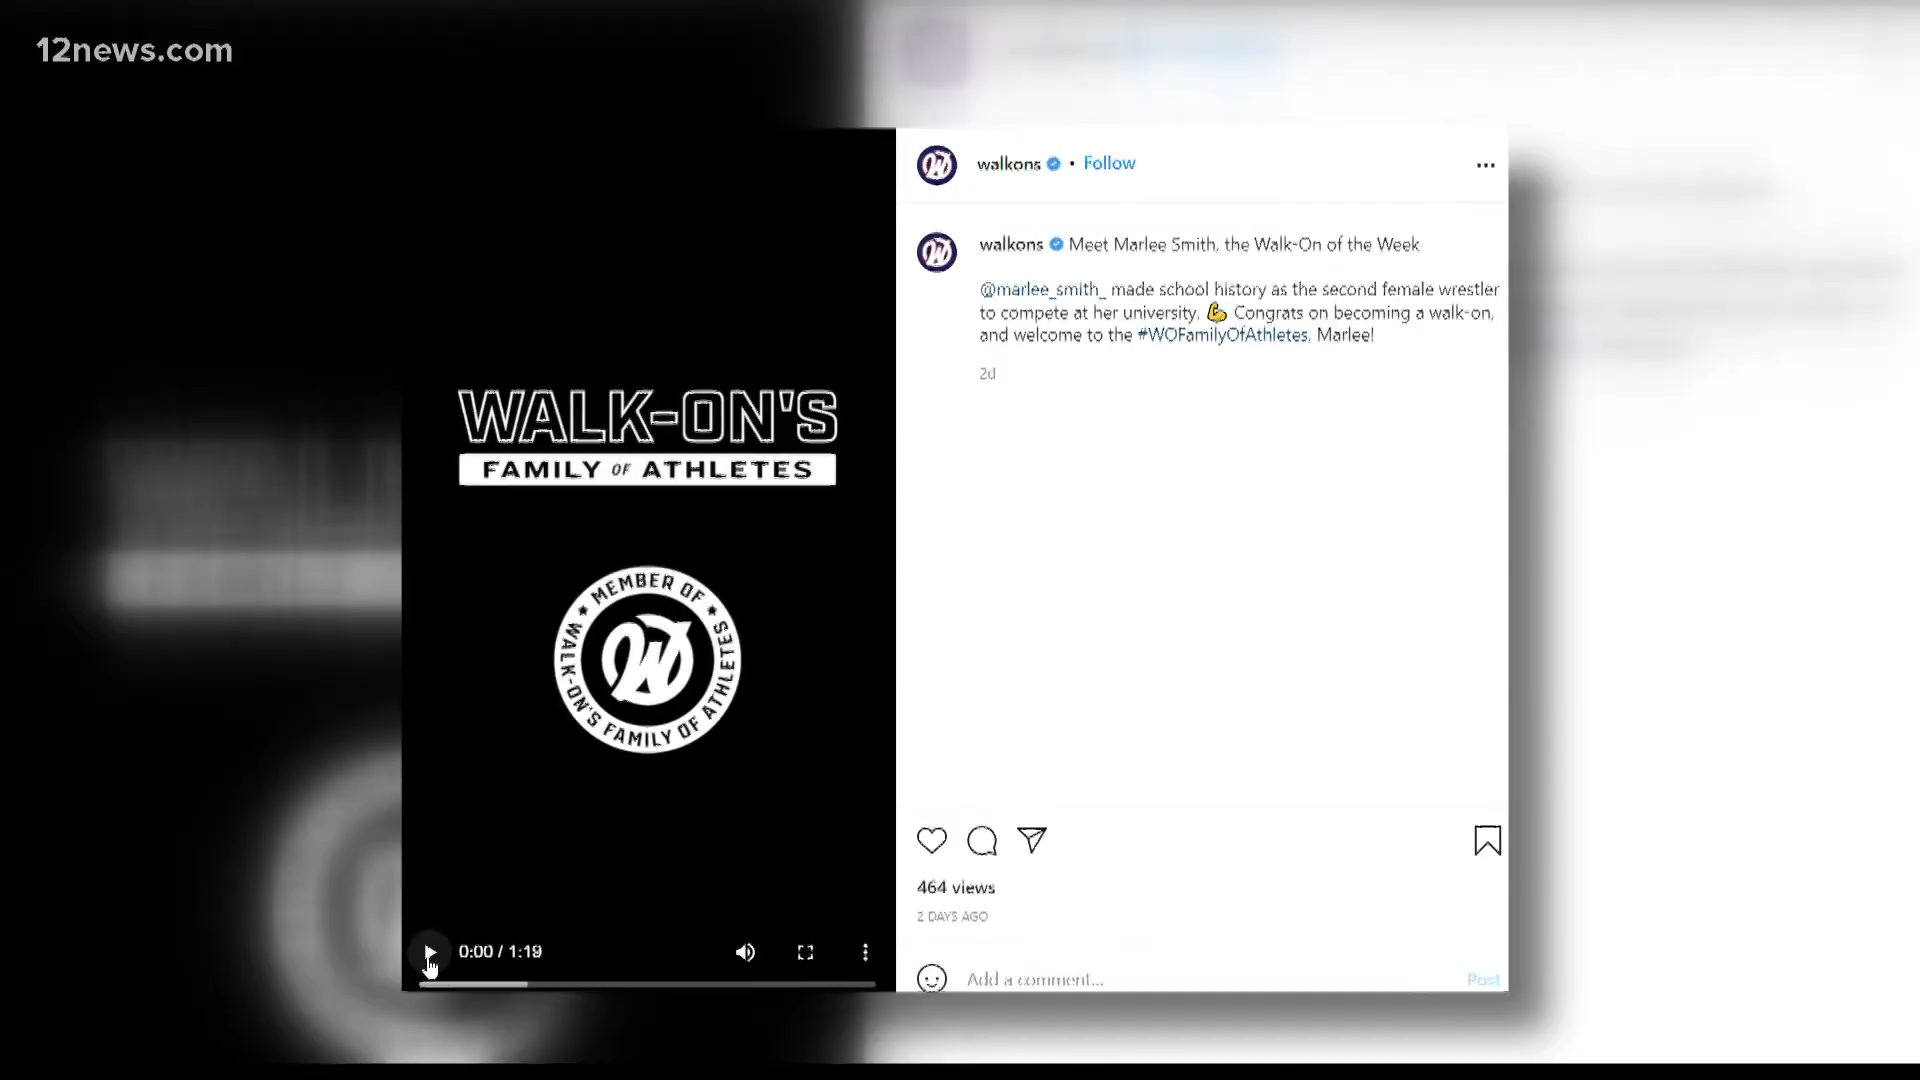 12news.com
walkons • Follow
walkons Meet Marlee Smith, the Walk-On of the Week
@marlee_smith_ made school history as the second female wrestler
to compete at her university. 💪 Congrats on becoming a walk-on,
and welcome to the #WOFamilyOfAthletes, Marlee!
2d
WALK-ON'S
FAMILY OF ATHLETES
MEMBER OF
WALK-ON'S FAMILY OF ATHLETES
W
464 views
2 DAYS AGO
0:00 / 1:19
Add a comment...
Post